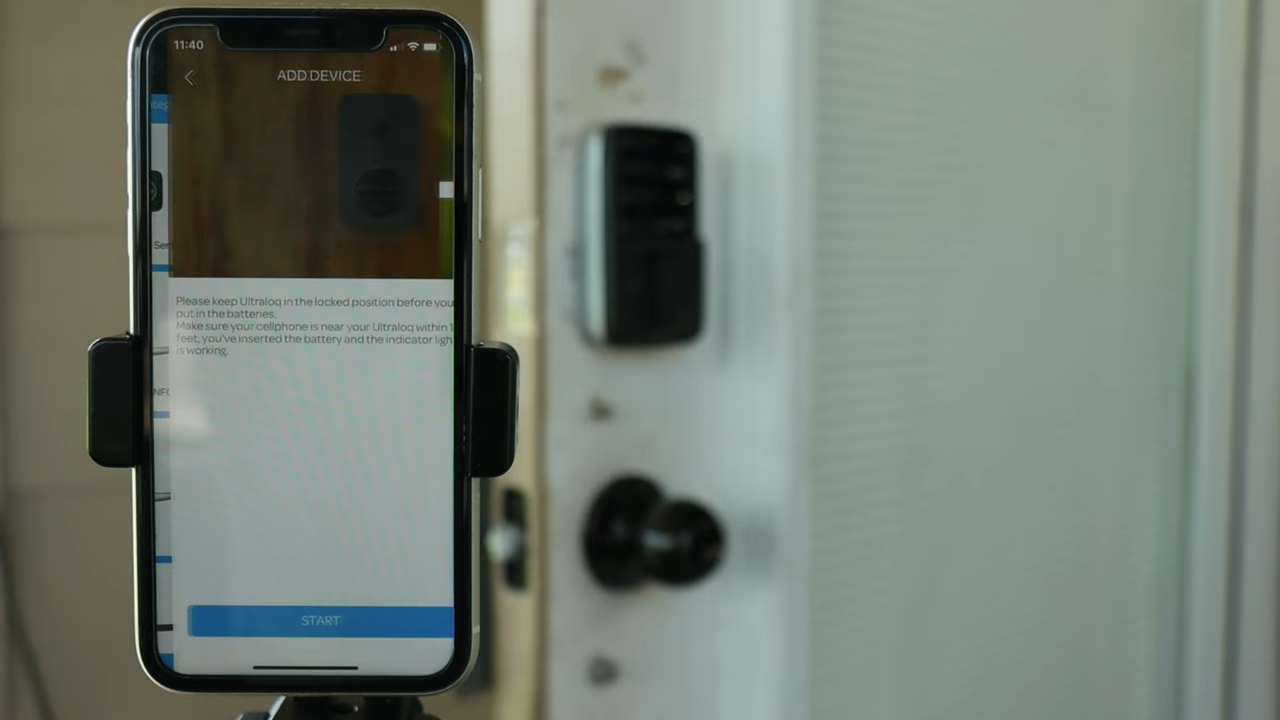 11:40
ADD DEVICE
Ser
Please keep Ultraloq in the locked position before you
put in the batteries.
Make sure your cellphone is near your Ultraloq within
feet, you've inserted the battery and the indicator ligh
is working.
NFC
START